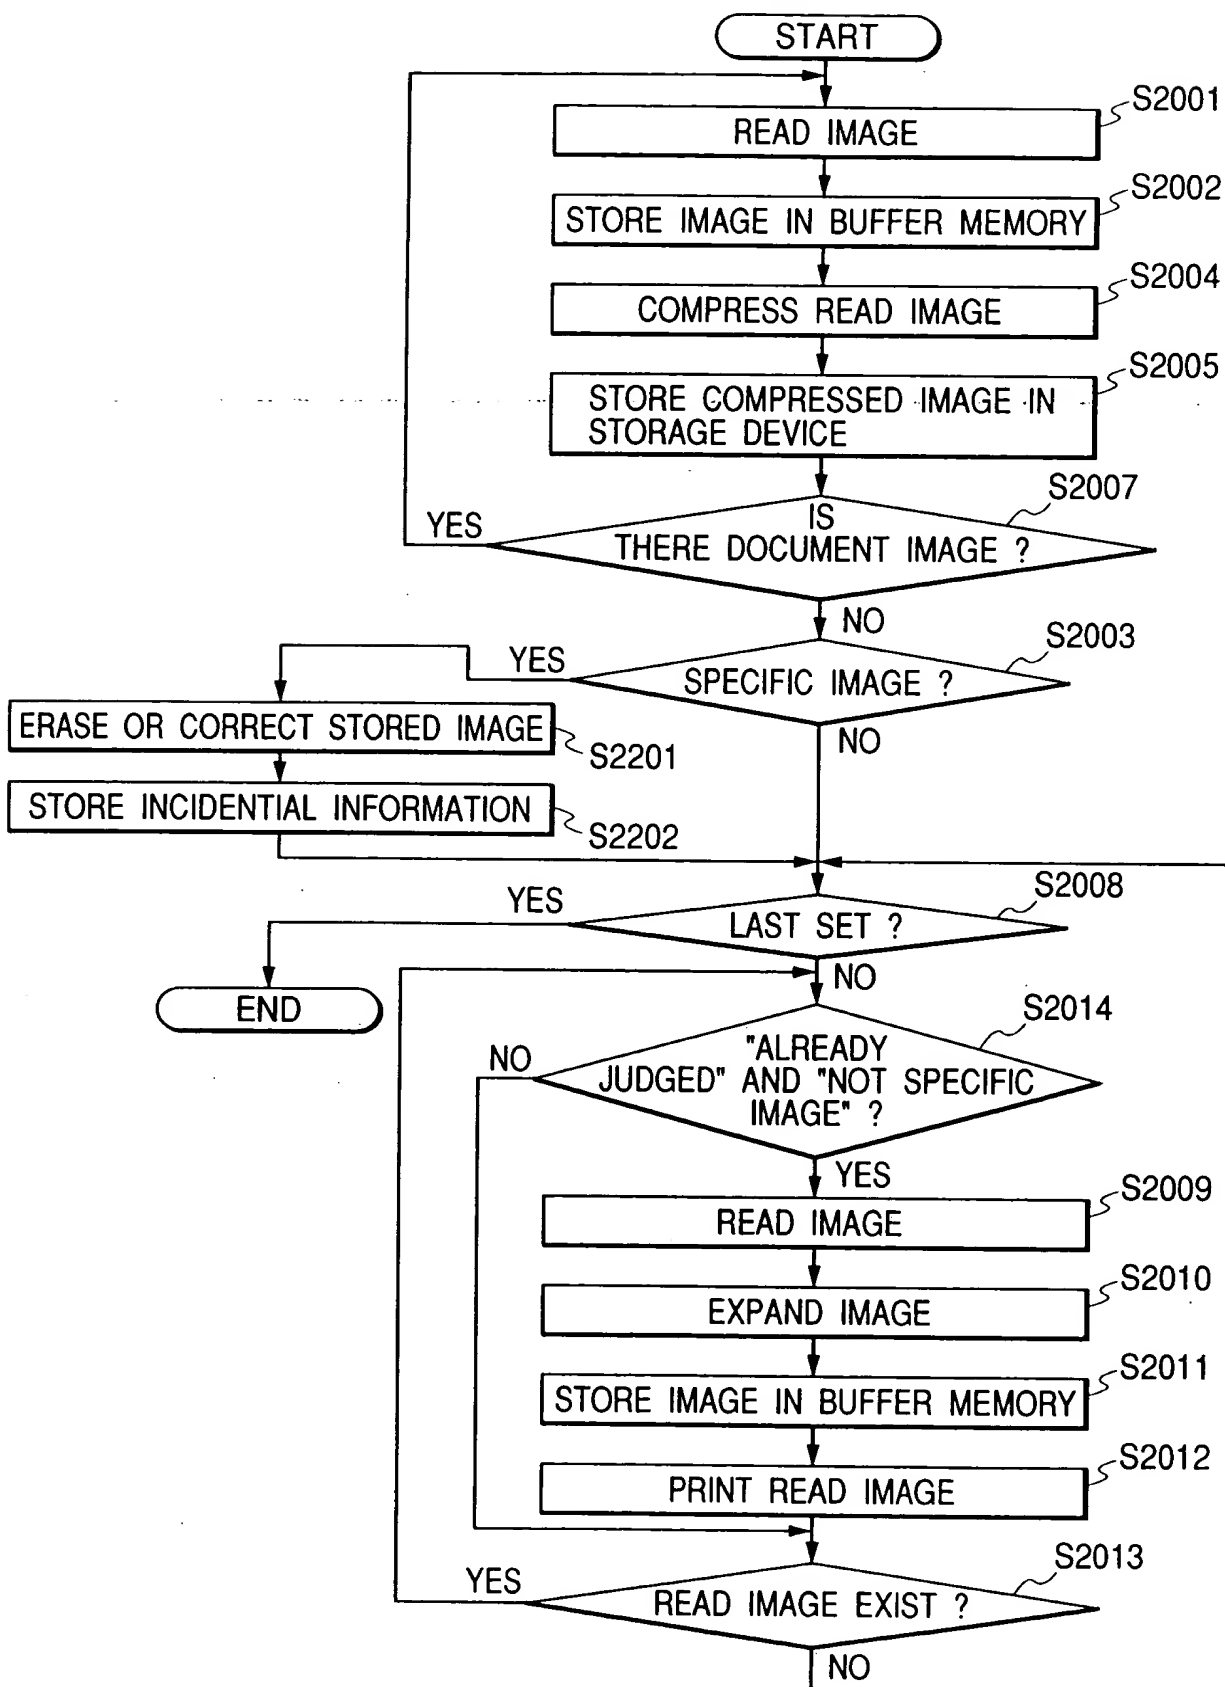 START
S2001
READ IMAGE
S2002
STORE IMAGE IN BUFFER MEMORY
S2004
COMPRESS READ IMAGE
S2005
STORE COMPRESSED IMAGE IN
STORAGE DEVICE
S2007
YES
IS
THERE DOCUMENT IMAGE ?
NO
S2003
YES
SPECIFIC IMAGE ?
NO
ERASE OR CORRECT STORED IMAGE
S2201
STORE INCIDENTIAL INFORMATION
S2202
S2008
YES
LAST SET ?
NO
END
S2014
NO
"ALREADY
JUDGED" AND "NOT SPECIFIC
IMAGE" ?
YES
S2009
READ IMAGE
S2010
EXPAND IMAGE
S2011
STORE IMAGE IN BUFFER MEMORY
S2012
PRINT READ IMAGE
S2013
YES
READ IMAGE EXIST ?
NO